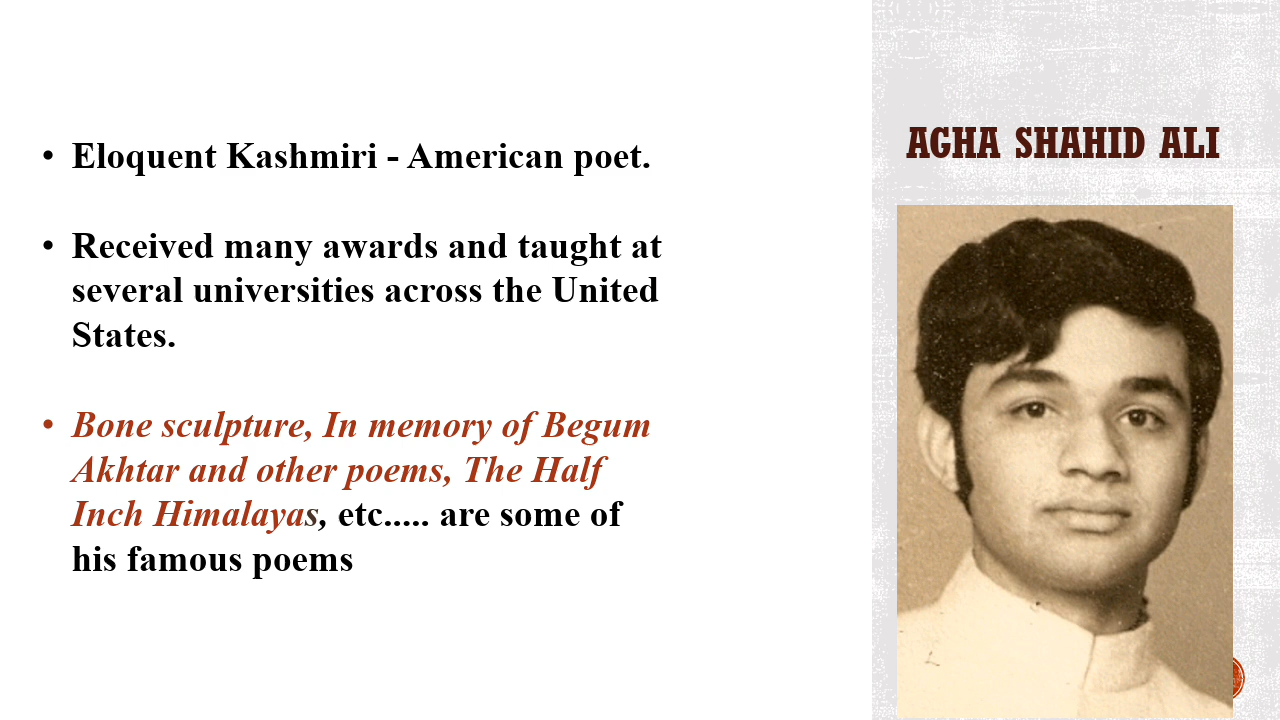 AGHA SHAHID ALI
• Eloquent Kashmiri - American poet.
• Received many awards and taught at
several universities across the United
States.
• Bone sculpture, In memory of Begum
Akhtar and other poems, The Half
Inch Himalayas, etc..... are some of
his famous poems